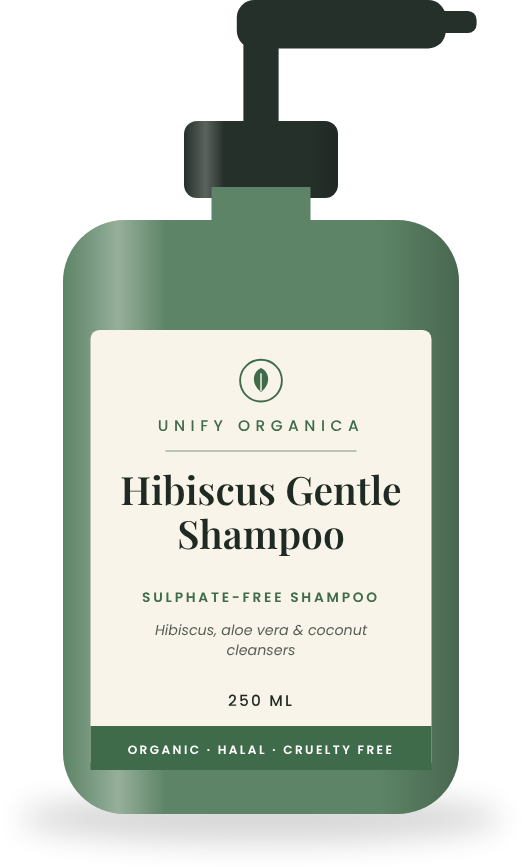 UNIFY ORGANICA
Hibiscus Gentle
Shampoo
SULPHATE-FREE SHAMPOO
Hibiscus, aloe vera & coconut
cleansers
250 ML
ORGANIC · HALAL · CRUELTY FREE